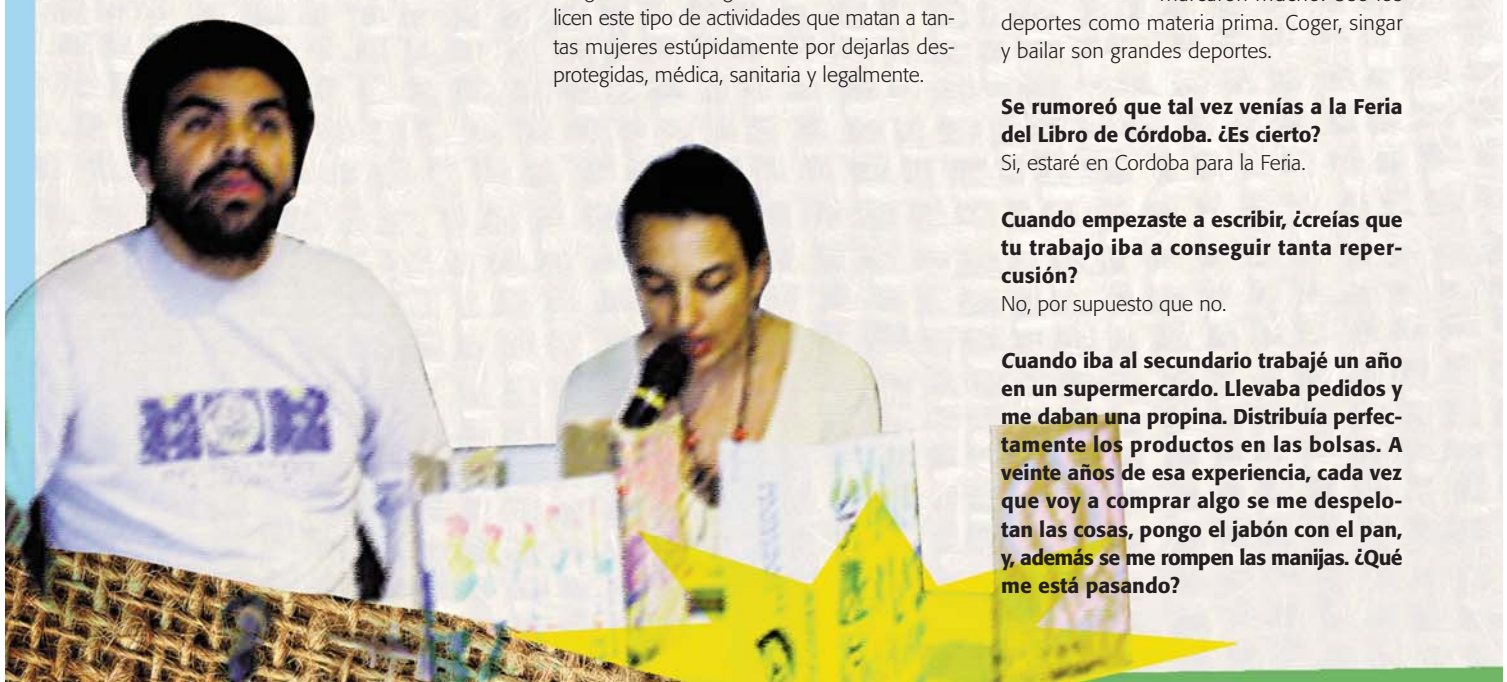 licen este tipo de actividades que matan a tan-
tas mujeres estúpidamente por dejarlas des-
protegidas, médica, sanitaria y legalmente.
deportes como materia prima. Coger, singar
y bailar son grandes deportes.
Se rumoreó que tal vez venías a la Feria
del Libro de Córdoba. ¿Es cierto?
Si, estaré en Cordoba para la Feria.
Cuando empezaste a escribir, ¿creías que
tu trabajo iba a conseguir tanta reper-
cusión?
No, por supuesto que no.
Cuando iba al secundario trabajé un año
en un supermercardo. Llevaba pedidos y
me daban una propina. Distribuía perfec-
tamente los productos en las bolsas. A
veinte años de esa experiencia, cada vez
que voy a comprar algo se me despelo-
tan las cosas, pongo el jabón con el pan,
y, además se me rompen las manijas. ¿Qué
me está pasando?